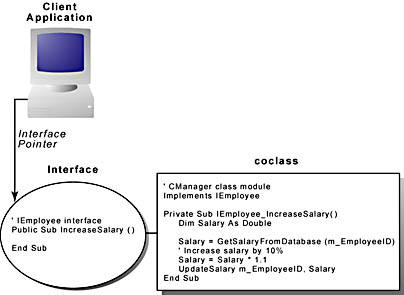 Client
Application
Interface
Pointer
Interface
' IEmployee interface
Public Sub IncreaseSalary ()
End Sub
coclass
' CManager class module
Implements IEmployee
Private Sub IEmployee_IncreaseSalary()
Dim Salary As Double
Salary = GetSalaryFromDatabase (m_EmployeeID)
' Increase salary by 10%
Salary = Salary * 1.1
UpdateSalary m_EmployeeID, Salary
End Sub